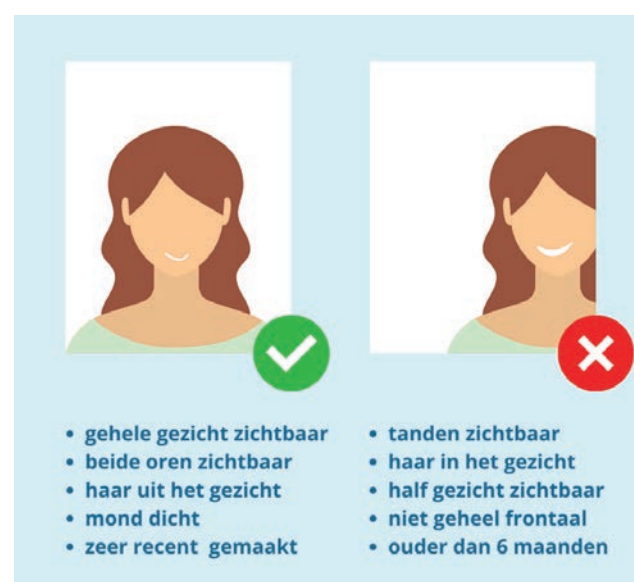 • gehele gezicht zichtbaar
• beide oren zichtbaar
• haar uit het gezicht
• mond dicht
• zeer recent gemaakt
• tanden zichtbaar
• haar in het gezicht
• half gezicht zichtbaar
• niet geheel frontaal
• ouder dan 6 maanden